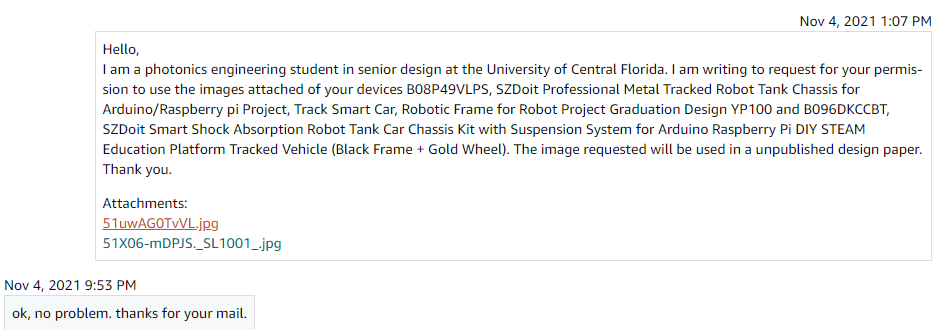 Nov 4, 2021 1:07 PM
Hello,
I am a photonics engineering student in senior design at the University of Central Florida. I am writing to request for your permis-
sion to use the images attached of your devices B08P49VLPS, SZDoit Professional Metal Tracked Robot Tank Chassis for
Arduino/Raspberry pi Project, Track Smart Car, Robotic Frame for Robot Project Graduation Design YP100 and B096DKCCBT,
SZDoit Smart Shock Absorption Robot Tank Car Chassis Kit with Suspension System for Arduino Raspberry Pi DIY STEAM
Education Platform Tracked Vehicle (Black Frame + Gold Wheel). The image requested will be used in a unpublished design paper.
Thank you.
Attachments:
51uwAG0TvVL.jpg
51X06-mDPJS._SL1001_.jpg
Nov 4, 2021 9:53 PM
ok, no problem. thanks for your mail.